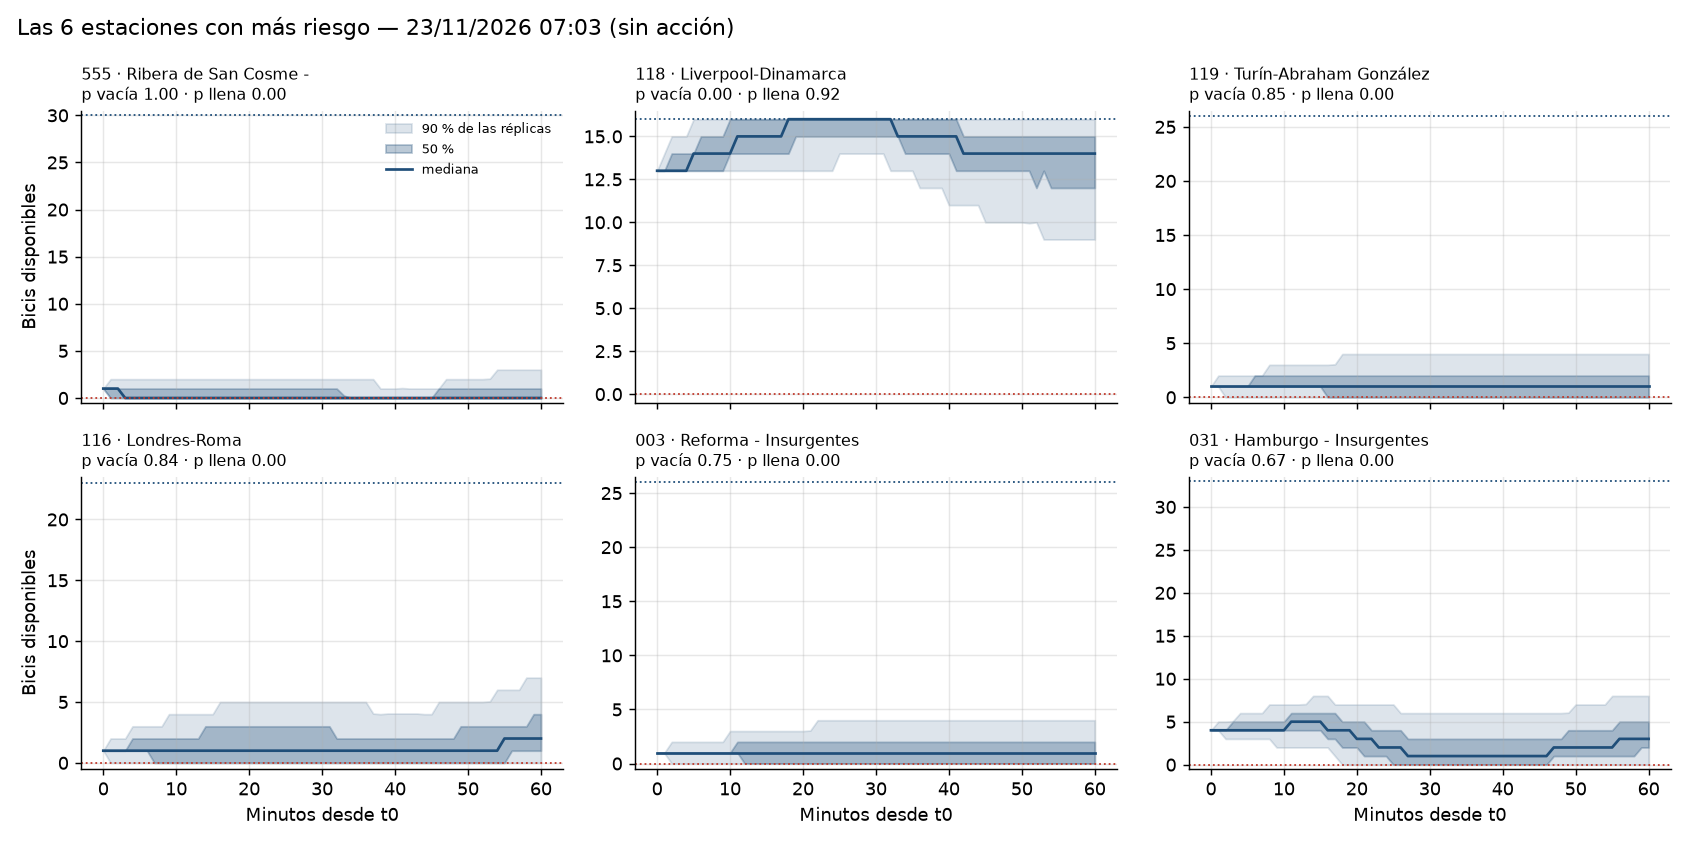 Las 6 estaciones con más riesgo — 23/11/2026 07:03 (sin acción)
555 · Ribera de San Cosme -
p vacía 1.00 · p llena 0.00
30
25
20
15
10
5
0
Bicis disponibles
90 % de las réplicas
50 %
mediana
118 · Liverpool-Dinamarca
p vacía 0.00 · p llena 0.92
15.0
12.5
10.0
7.5
5.0
2.5
0.0
119 · Turín-Abraham González
p vacía 0.85 · p llena 0.00
25
20
15
10
5
0
116 · Londres-Roma
p vacía 0.84 · p llena 0.00
20
15
10
5
0
Bicis disponibles
0 10 20 30 40 50 60
Minutos desde t0
003 · Reforma - Insurgentes
p vacía 0.75 · p llena 0.00
25
20
15
10
5
0
0 10 20 30 40 50 60
Minutos desde t0
031 · Hamburgo - Insurgentes
p vacía 0.67 · p llena 0.00
30
25
20
15
10
5
0
0 10 20 30 40 50 60
Minutos desde t0